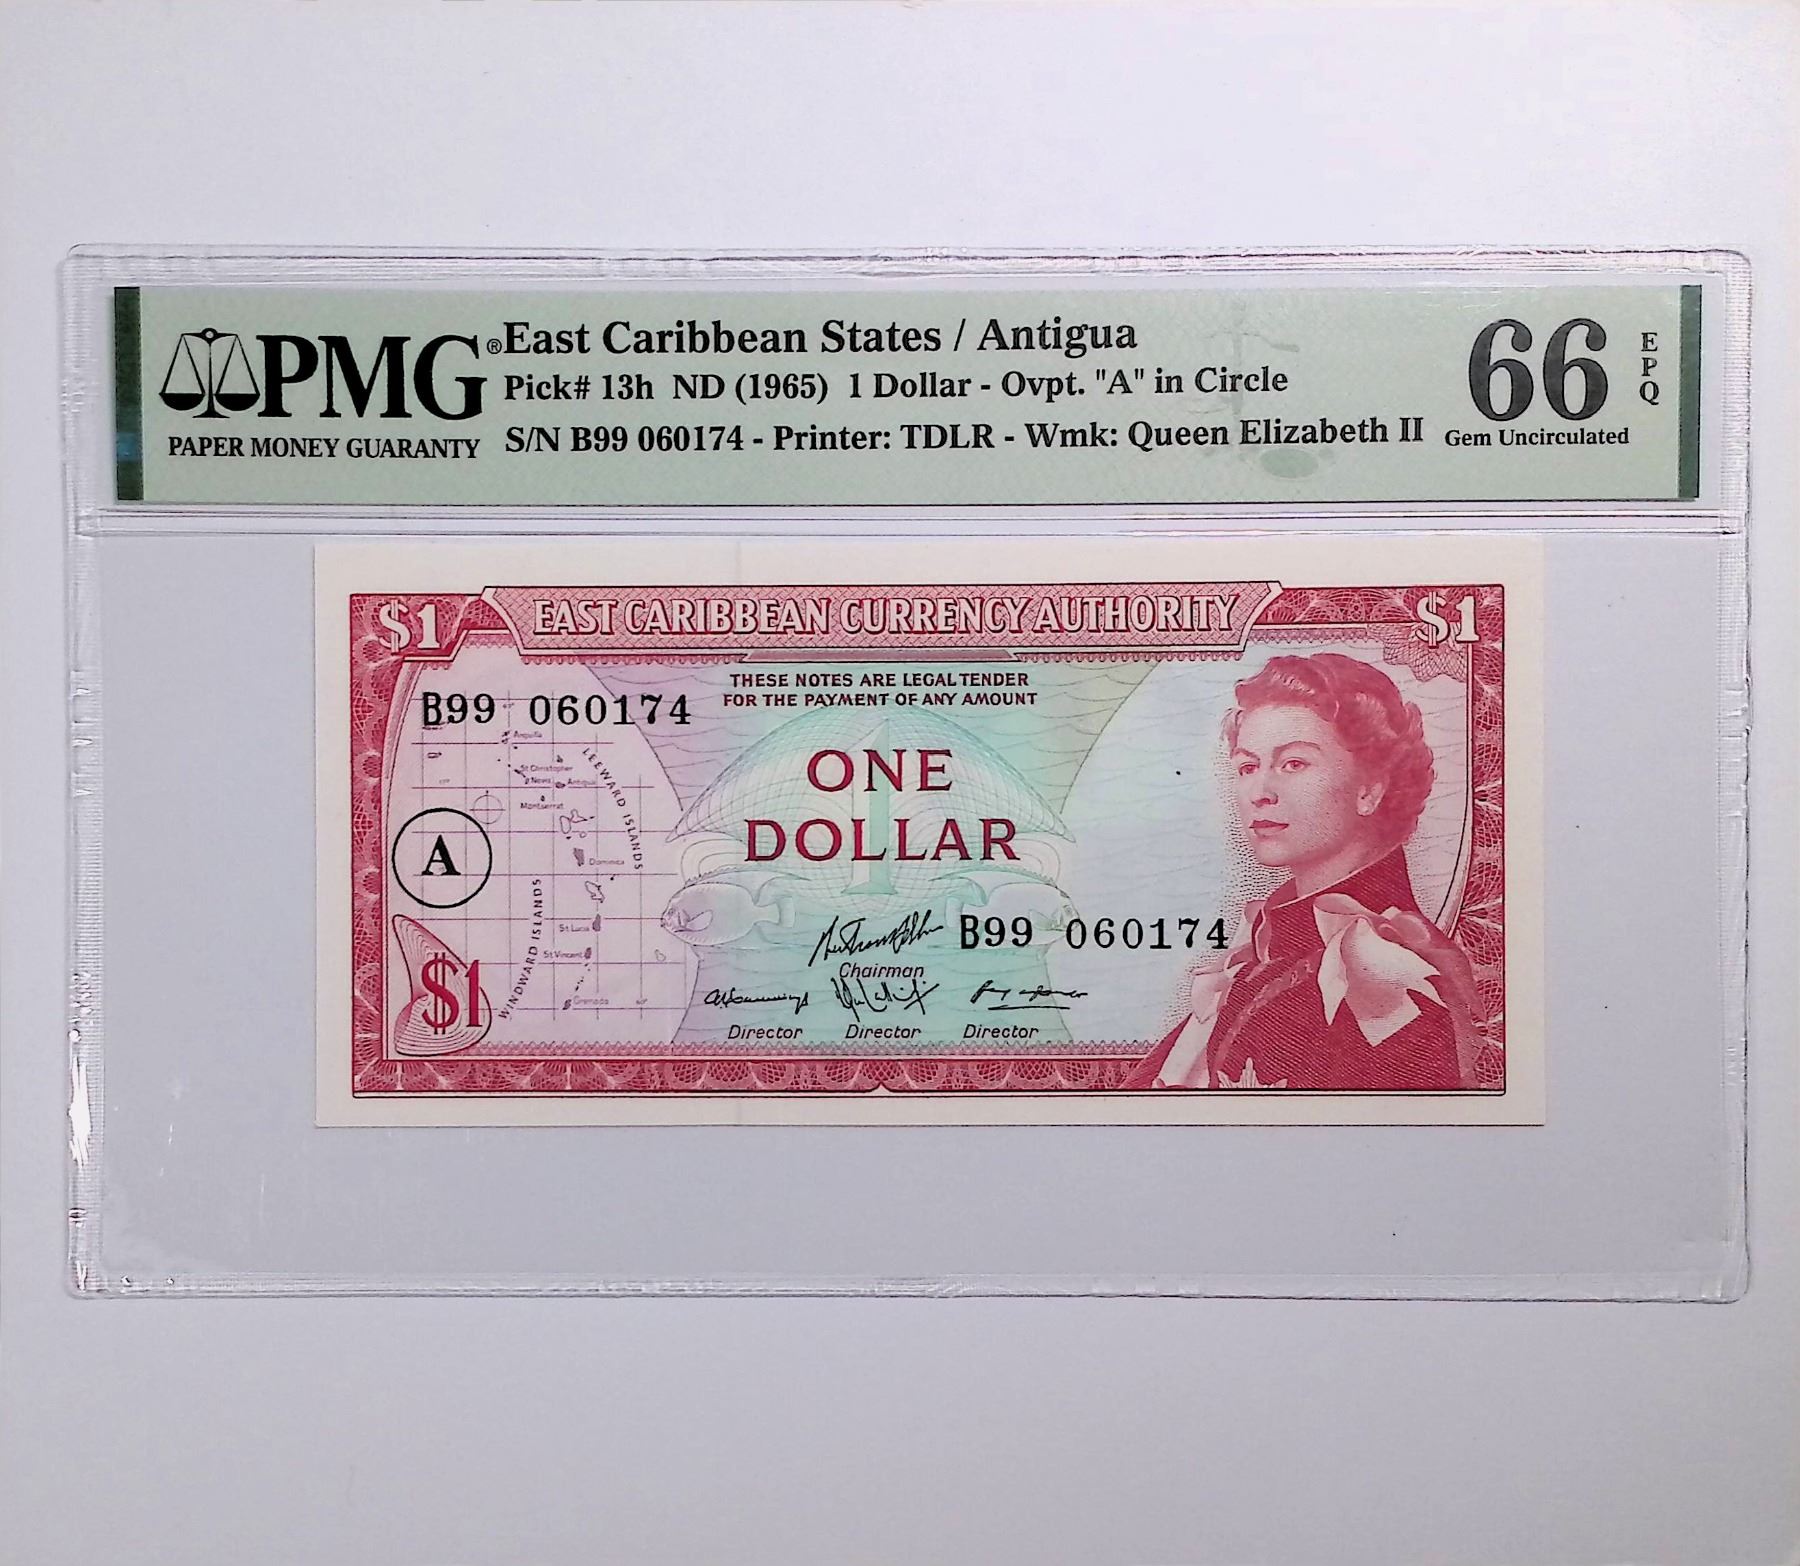 PMG®
PAPER MONEY GUARANTY
East Caribbean States / Antigua
Pick# 13h ND (1965) 1 Dollar - Ovpt. "A" in Circle
S/N B99 060174 - Printer: TDLR - Wmk: Queen Elizabeth II
66
EPQ
Gem Uncirculated
$1
EAST CARIBBEAN CURRENCY AUTHORITY
$1
THESE NOTES ARE LEGAL TENDER
FOR THE PAYMENT OF ANY AMOUNT
B99 060174
Anguilla
St Christopher
Nevis
Antigua
Montserrat
LEEWARD ISLANDS
ONE
DOLLAR
1
A
Dominica
WINDWARD ISLANDS
St Lucia
St Vincent
Grenada
B99 060174
Chairman
$1
Director
Director
Director